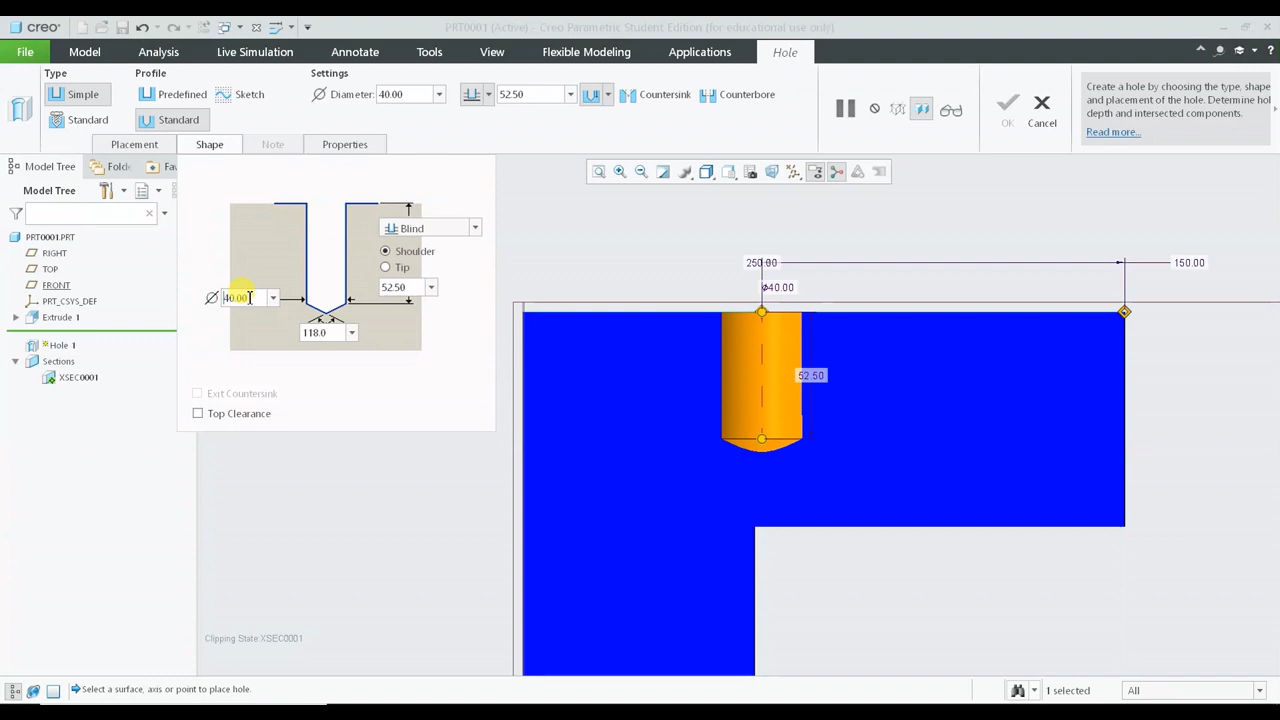 creo
PRT0001 (Active) - Creo Parametric Student Edition (for educational use only)
File Model Analysis Live Simulation Annotate Tools View Flexible Modeling Applications Hole
Type Profile Settings
Simple Predefined Sketch Diameter: 40.00 52.50 Countersink Counterbore
Standard Standard
OK Cancel
Create a hole by choosing the type, shape
and placement of the hole. Determine hol
depth and intersected components.
Read more...
Placement Shape Note Properties
Model Tree Folde Fav
Model Tree
PRT0001.PRT
RIGHT
TOP
FRONT
PRT_CSYS_DEF
Extrude 1
*Hole 1
Sections
XSEC0001
Blind
Shoulder
Tip
52.50
40.00
118.0
Exit Countersink
Top Clearance
250.00 150.00
ϕ40.00
52.50
Clipping State:XSEC0001
Select a surface, axis or point to place hole.
1 selected All